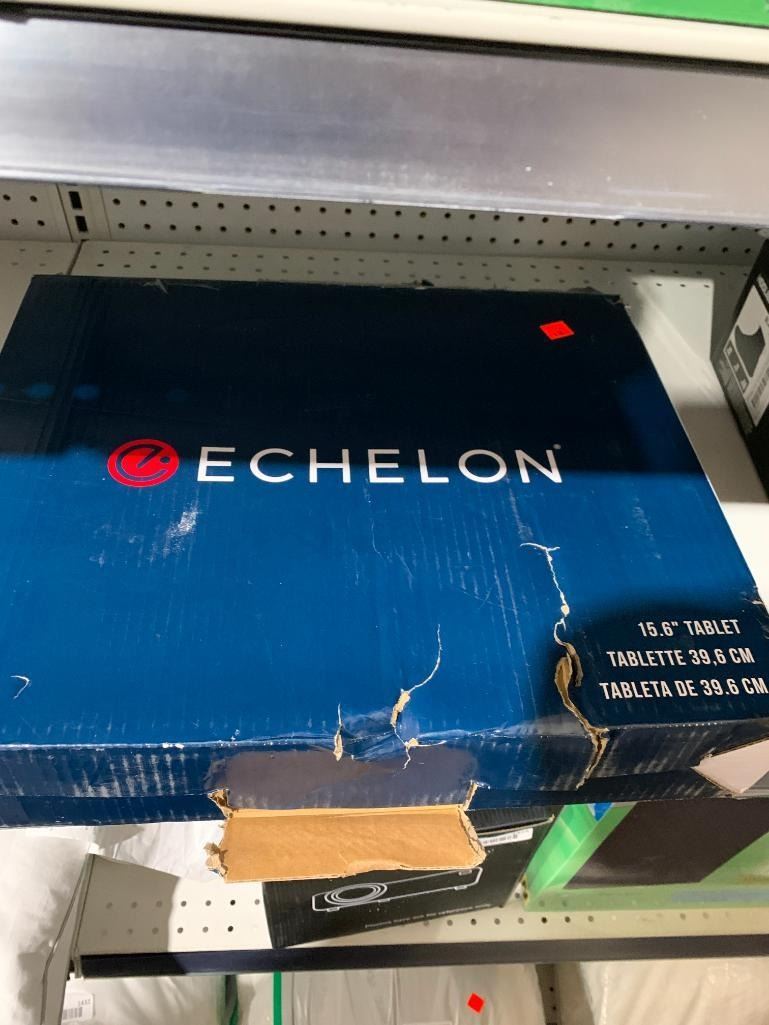 ECHELON
15.6" TABLET
TABLETTE 39,6 CM
TABLETA DE 39.6 CM